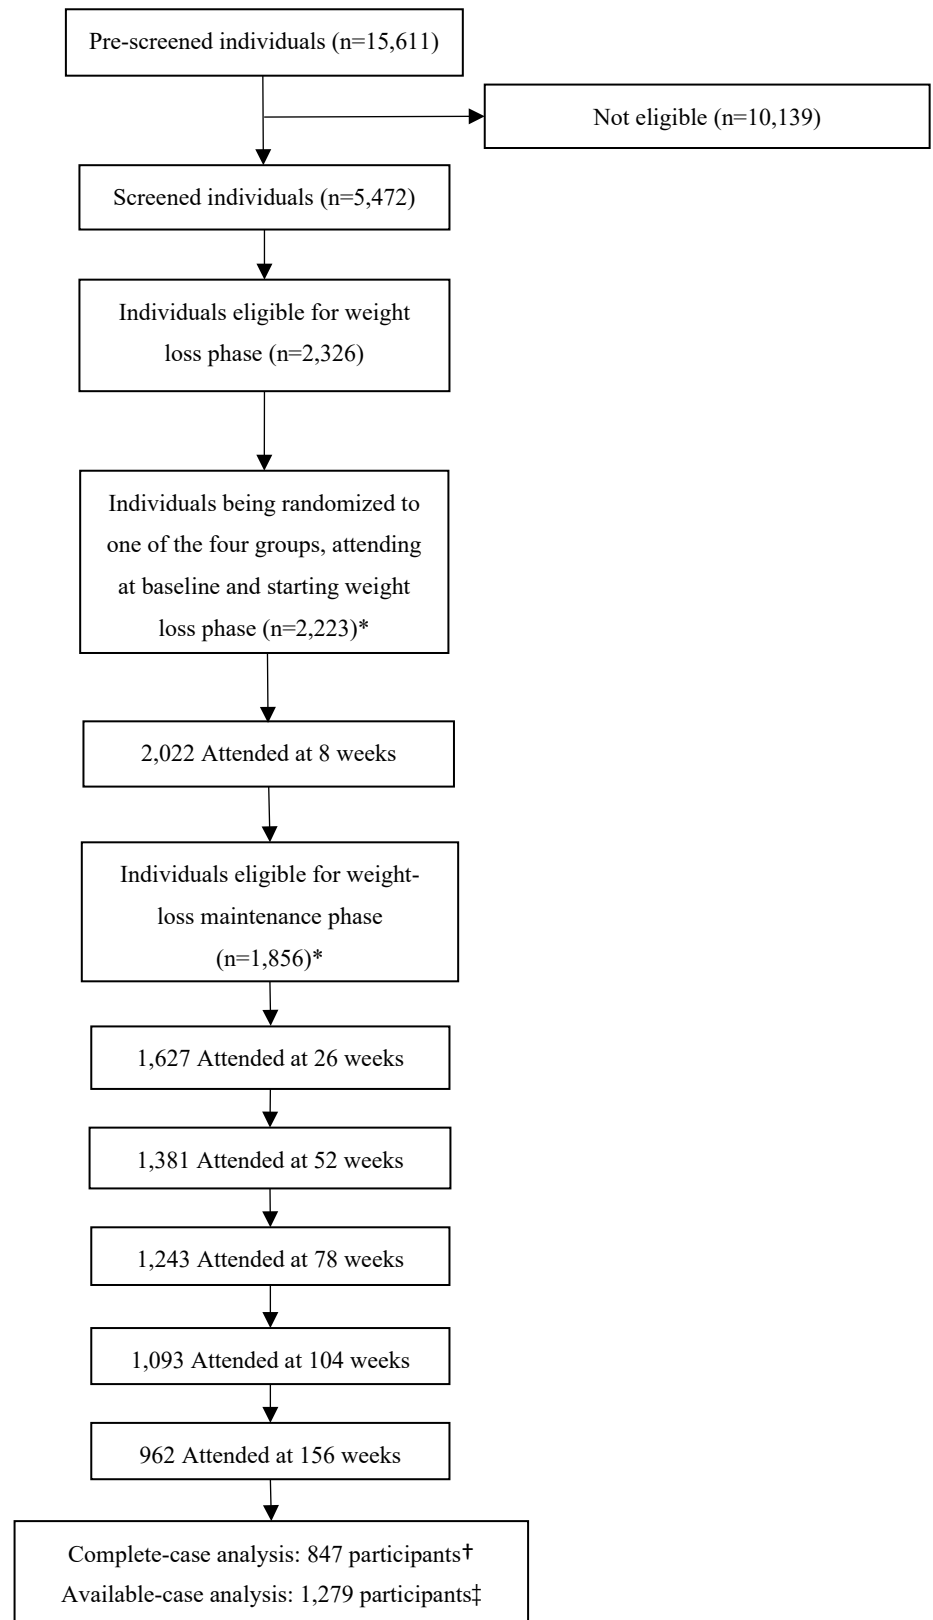 Pre-screened individuals (n=15,611)
Not eligible (n=10,139)
Screened individuals (n=5,472)
Individuals eligible for weight
loss phase (n=2,326)
Individuals being randomized to
one of the four groups, attending
at baseline and starting weight
loss phase (n=2,223)*
2,022 Attended at 8 weeks
Individuals eligible for weight-
loss maintenance phase
(n=1,856)*
1,627 Attended at 26 weeks
1,381 Attended at 52 weeks
1,243 Attended at 78 weeks
1,093 Attended at 104 weeks
962 Attended at 156 weeks
Complete-case analysis: 847 participants†
Available-case analysis: 1,279 participants‡